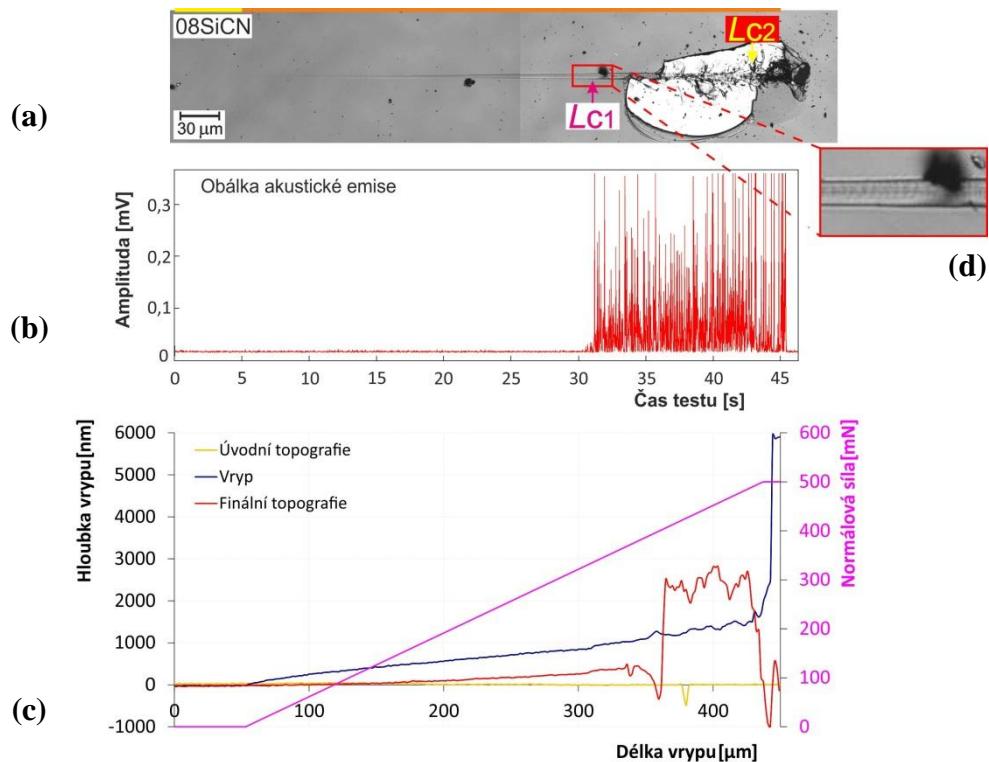 08SiCN
LC2
(a)
LC1
30 µm
Obálka akustické emise
0,3
Amplituda [mV]
0,2
(d)
(b)
0,1
0
0 5 10 15 20 25 30 35 40 45
Čas testu [s]
Hloubka vrypu[nm]
6000
600
Úvodní topografie
5000
500
Vryp
Finální topografie
4000
400
3000
300
2000
200
1000
100
0
0
-1000
0
0 100 200 300 400
(c)
Normálová síla[mN]
Délka vrypu[µm]